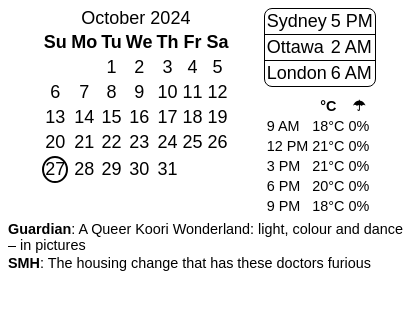 October 2024
Su Mo Tu We Th Fr Sa
1 2 3 4 5
6 7 8 9 10 11 12
13 14 15 16 17 18 19
20 21 22 23 24 25 26
27 28 29 30 31
Sydney 5 PM
Ottawa 2 AM
London 6 AM
°C ☂
9 AM 18°C 0%
12 PM 21°C 0%
3 PM 21°C 0%
6 PM 20°C 0%
9 PM 18°C 0%
Guardian: A Queer Koori Wonderland: light, colour and dance
– in pictures
SMH: The housing change that has these doctors furious